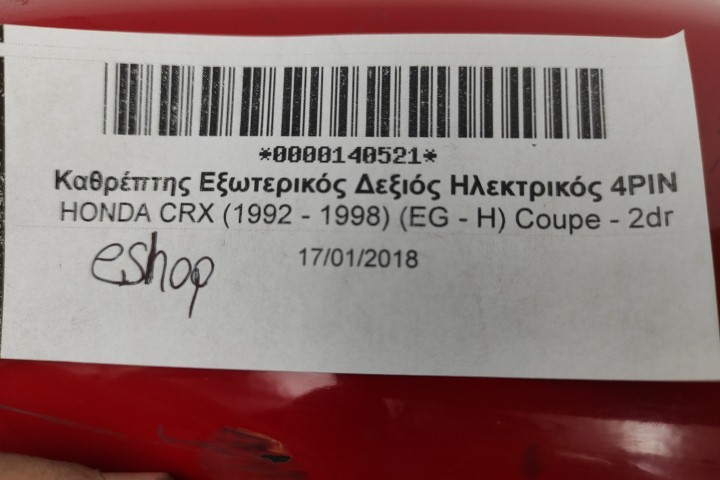 *0000140521*
Καθρέπτης Εξωτερικός Δεξιός Ηλεκτρικός 4PIN
HONDA CRX (1992 - 1998) (EG - H) Coupe - 2dr
eshop 17/01/2018